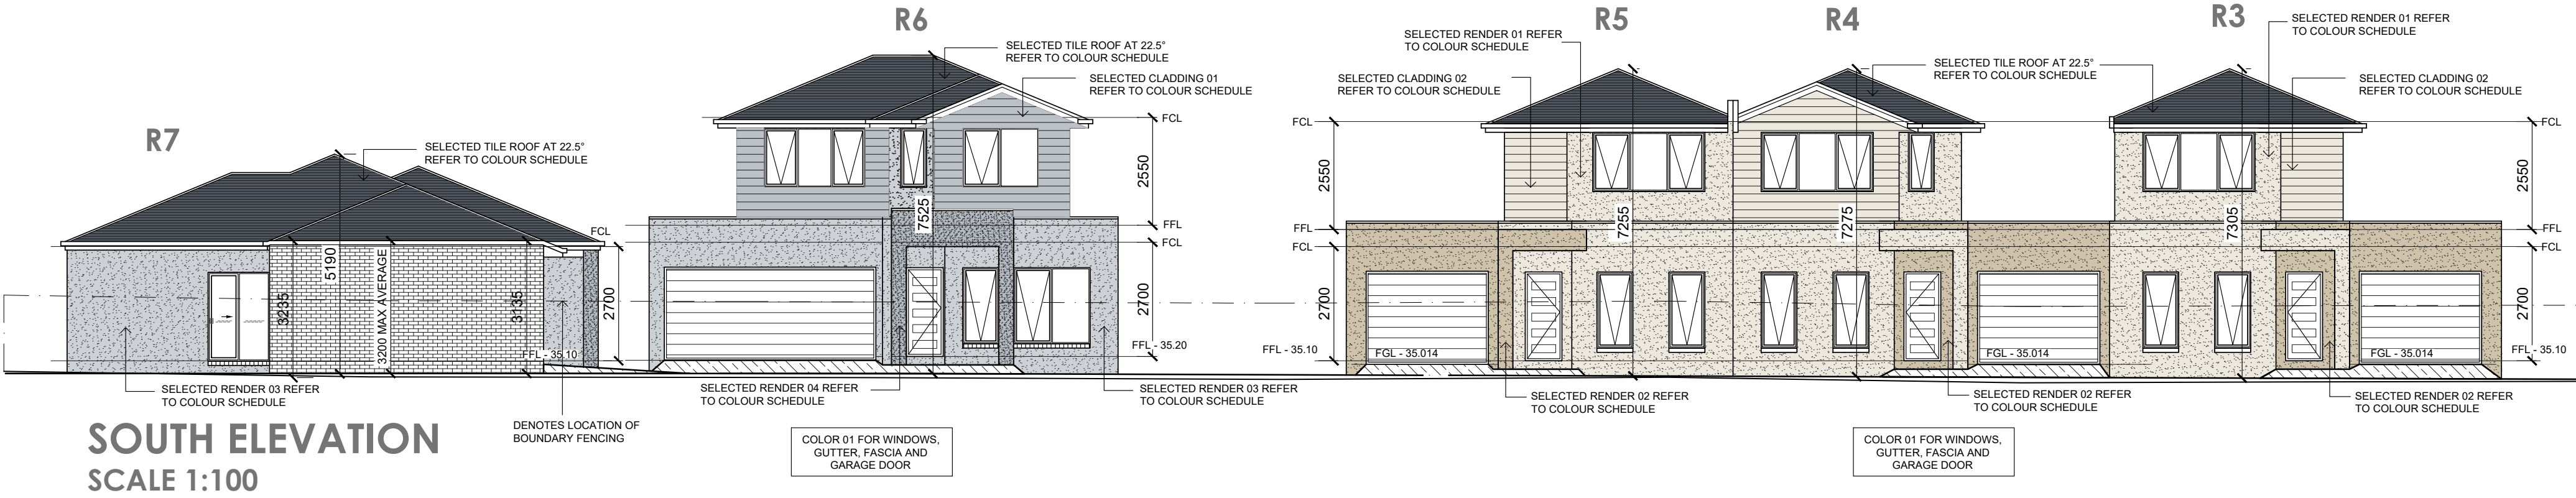 R7
SELECTED TILE ROOF AT 22.5°
REFER TO COLOUR SCHEDULE
FCL
5190
3235
3200 MAX AVERAGE
3135
2700
FFL - 35.10
SELECTED RENDER 03 REFER
TO COLOUR SCHEDULE
DENOTES LOCATION OF
BOUNDARY FENCING
R6
SELECTED TILE ROOF AT 22.5°
REFER TO COLOUR SCHEDULE
SELECTED CLADDING 01
REFER TO COLOUR SCHEDULE
FCL
2550
7525
FFL
FCL
2700
FFL - 35.20
SELECTED RENDER 04 REFER
TO COLOUR SCHEDULE
SELECTED RENDER 03 REFER
TO COLOUR SCHEDULE
COLOR 01 FOR WINDOWS,
GUTTER, FASCIA AND
GARAGE DOOR
R5
SELECTED RENDER 01 REFER
TO COLOUR SCHEDULE
SELECTED CLADDING 02
REFER TO COLOUR SCHEDULE
FCL
2550
FFL
FCL
2700
FFL - 35.10
FGL - 35.014
7255
SELECTED RENDER 02 REFER
TO COLOUR SCHEDULE
R4
SELECTED TILE ROOF AT 22.5°
REFER TO COLOUR SCHEDULE
7275
FGL - 35.014
SELECTED RENDER 02 REFER
TO COLOUR SCHEDULE
COLOR 01 FOR WINDOWS,
GUTTER, FASCIA AND
GARAGE DOOR
R3
SELECTED RENDER 01 REFER
TO COLOUR SCHEDULE
SELECTED CLADDING 02
REFER TO COLOUR SCHEDULE
7305
FCL
2550
FFL
FCL
2700
FFL - 35.10
FGL - 35.014
SELECTED RENDER 02 REFER
TO COLOUR SCHEDULE
SOUTH ELEVATION
SCALE 1:100